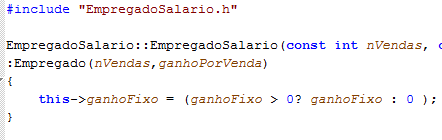 #include "EmpregadoSalario.h"
EmpregadoSalario::EmpregadoSalario(const int nVendas,
:Empregado(nVendas,ganhoPorVenda)
{
this->ganhoFixo = (ganhoFixo > 0? ganhoFixo : 0 );
}